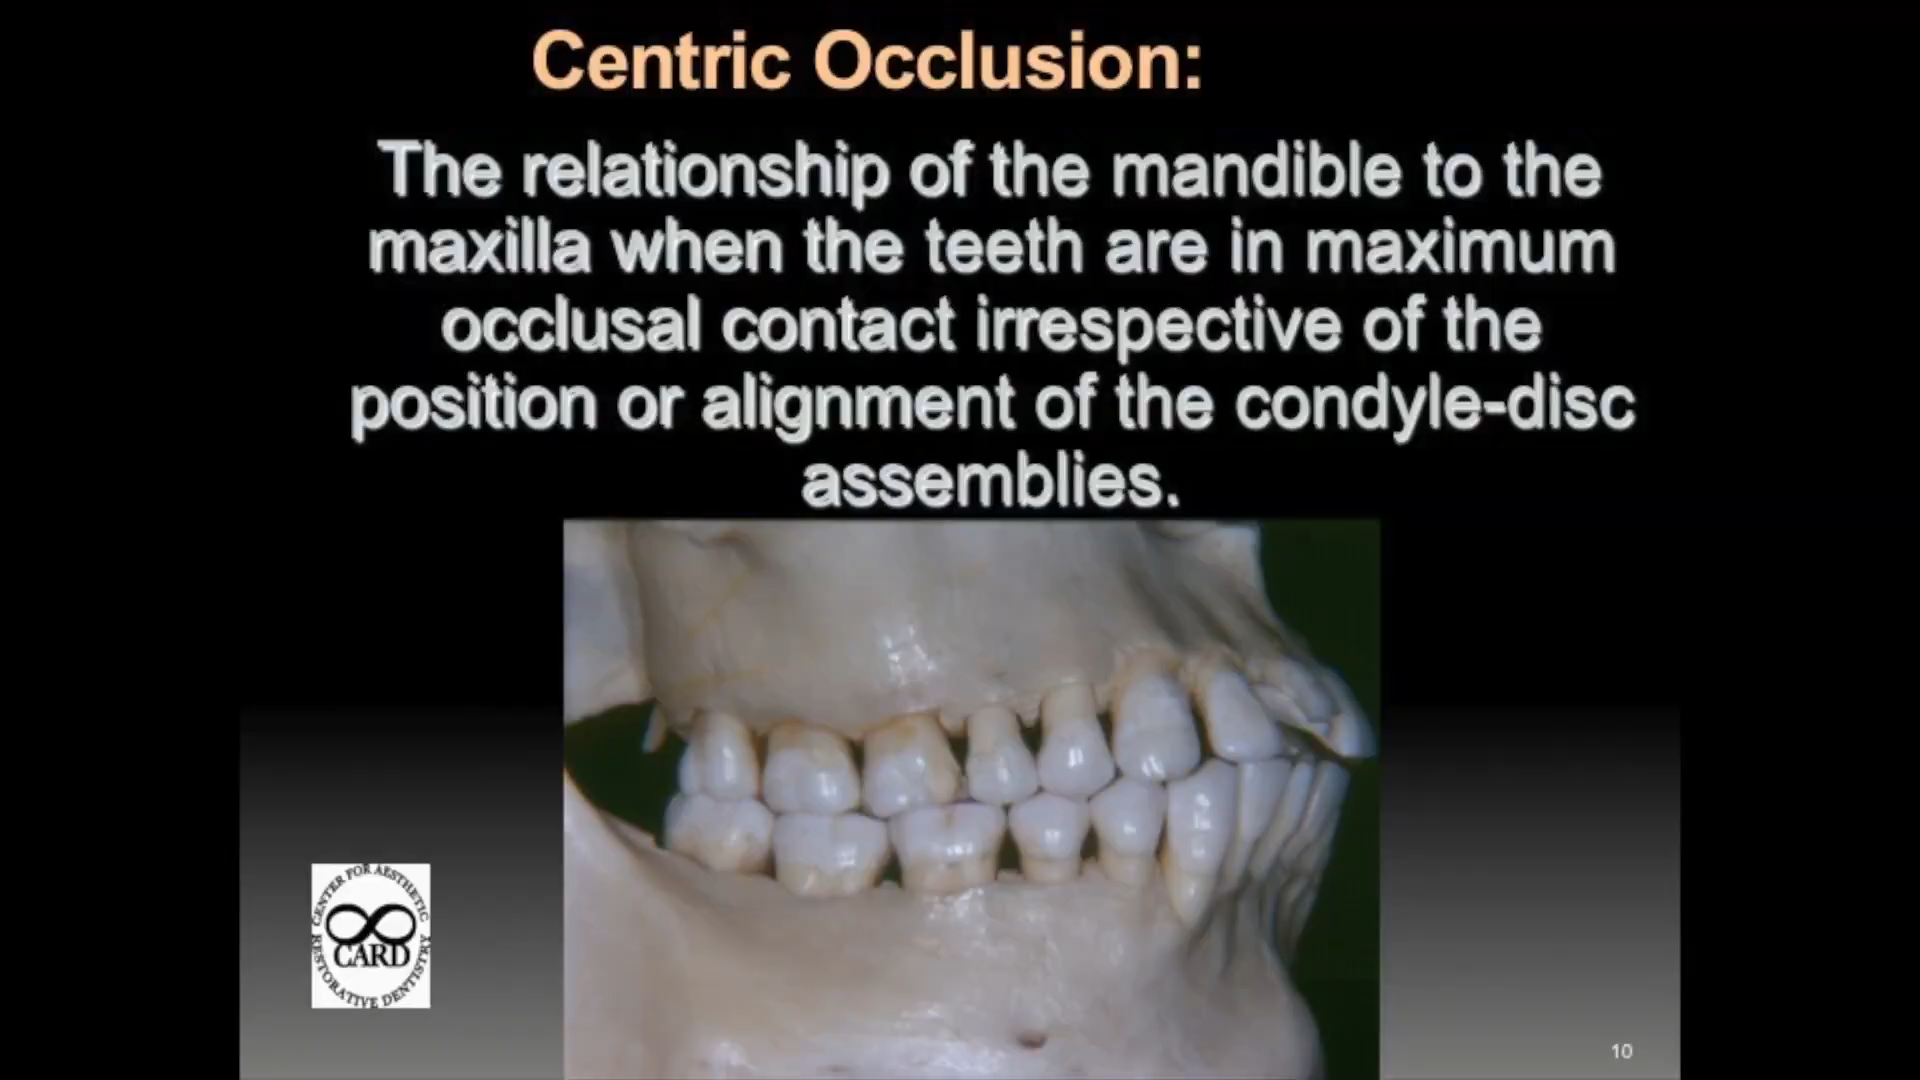 Centric Occlusion:
The relationship of the mandible to the
maxilla when the teeth are in maximum
occlusal contact irrespective of the
position or alignment of the condyle-disc
assemblies.
CENTER FOR AESTHETIC
CARD
RESTORATIVE DENTISTRY
10